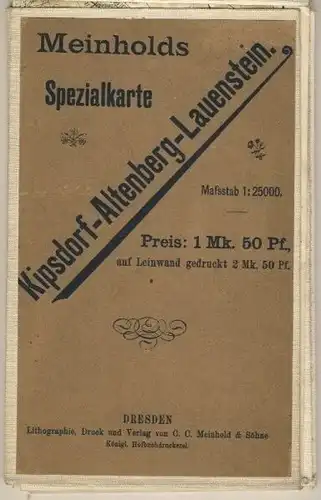 Meinholds
Spezialkarte
Kipsdorf-Altenberg-Lauenstein.
Maſsstab 1:25000.
Preis: 1 Mk. 50 Pf.,
auf Leinwand gedruckt 2 Mk. 50 Pf.
DRESDEN
Lithographie, Druck und Verlag von C. C. Meinhold & Söhne
Königl. Hofbuchdruckerei.